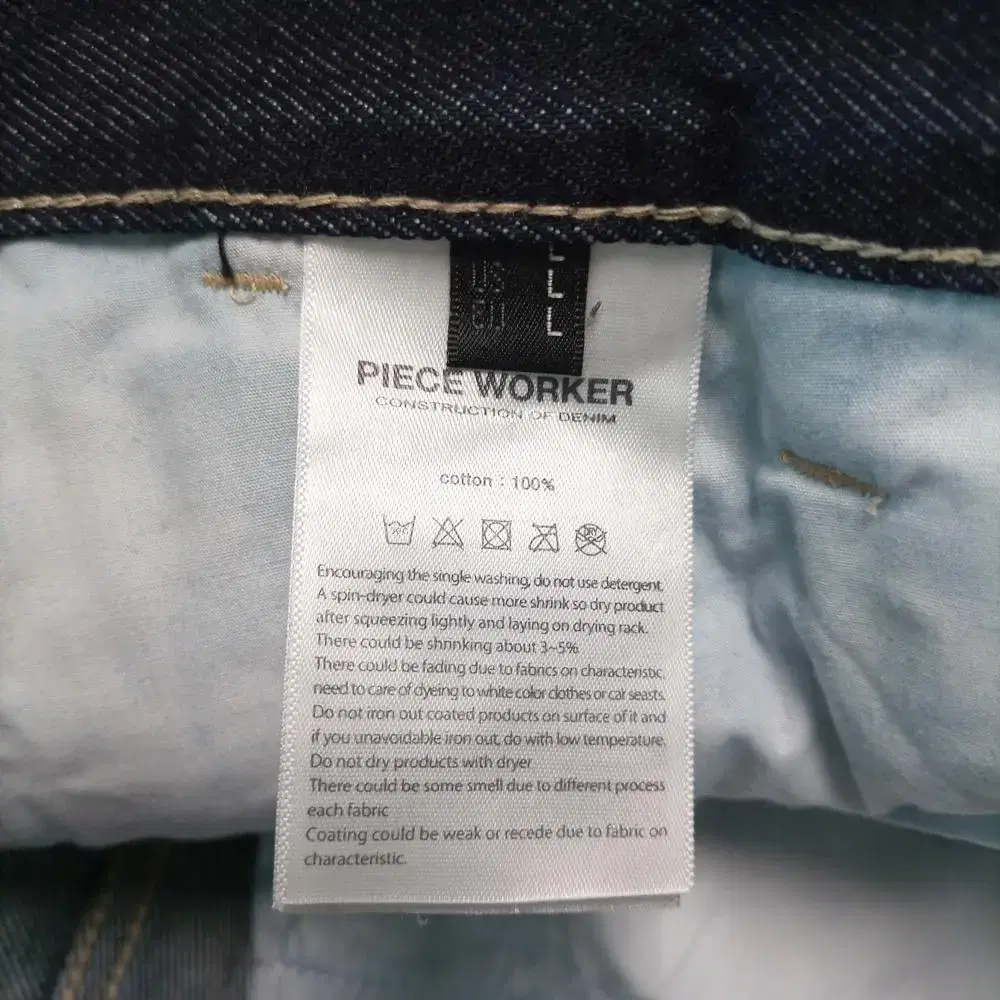 L
US L
EU L
PIECE WORKER
CONSTRUCTION OF DENIM
cotton : 100%
DRY
Encouraging the single washing, do not use detergent.
A spin-dryer could cause more shrink so dry product
after squeezing lightly and laying on drying rack.
There could be shrinking about 3~5%
There could be fading due to fabrics on characteristic.
need to care of dyeing to white color clothes or car seasts.
Do not iron out coated products on surface of it and
if you unavoidable iron out, do with low temperature.
Do not dry products with dryer
There could be some smell due to different process
each fabric
Coating could be weak or recede due to fabric on
characteristic.